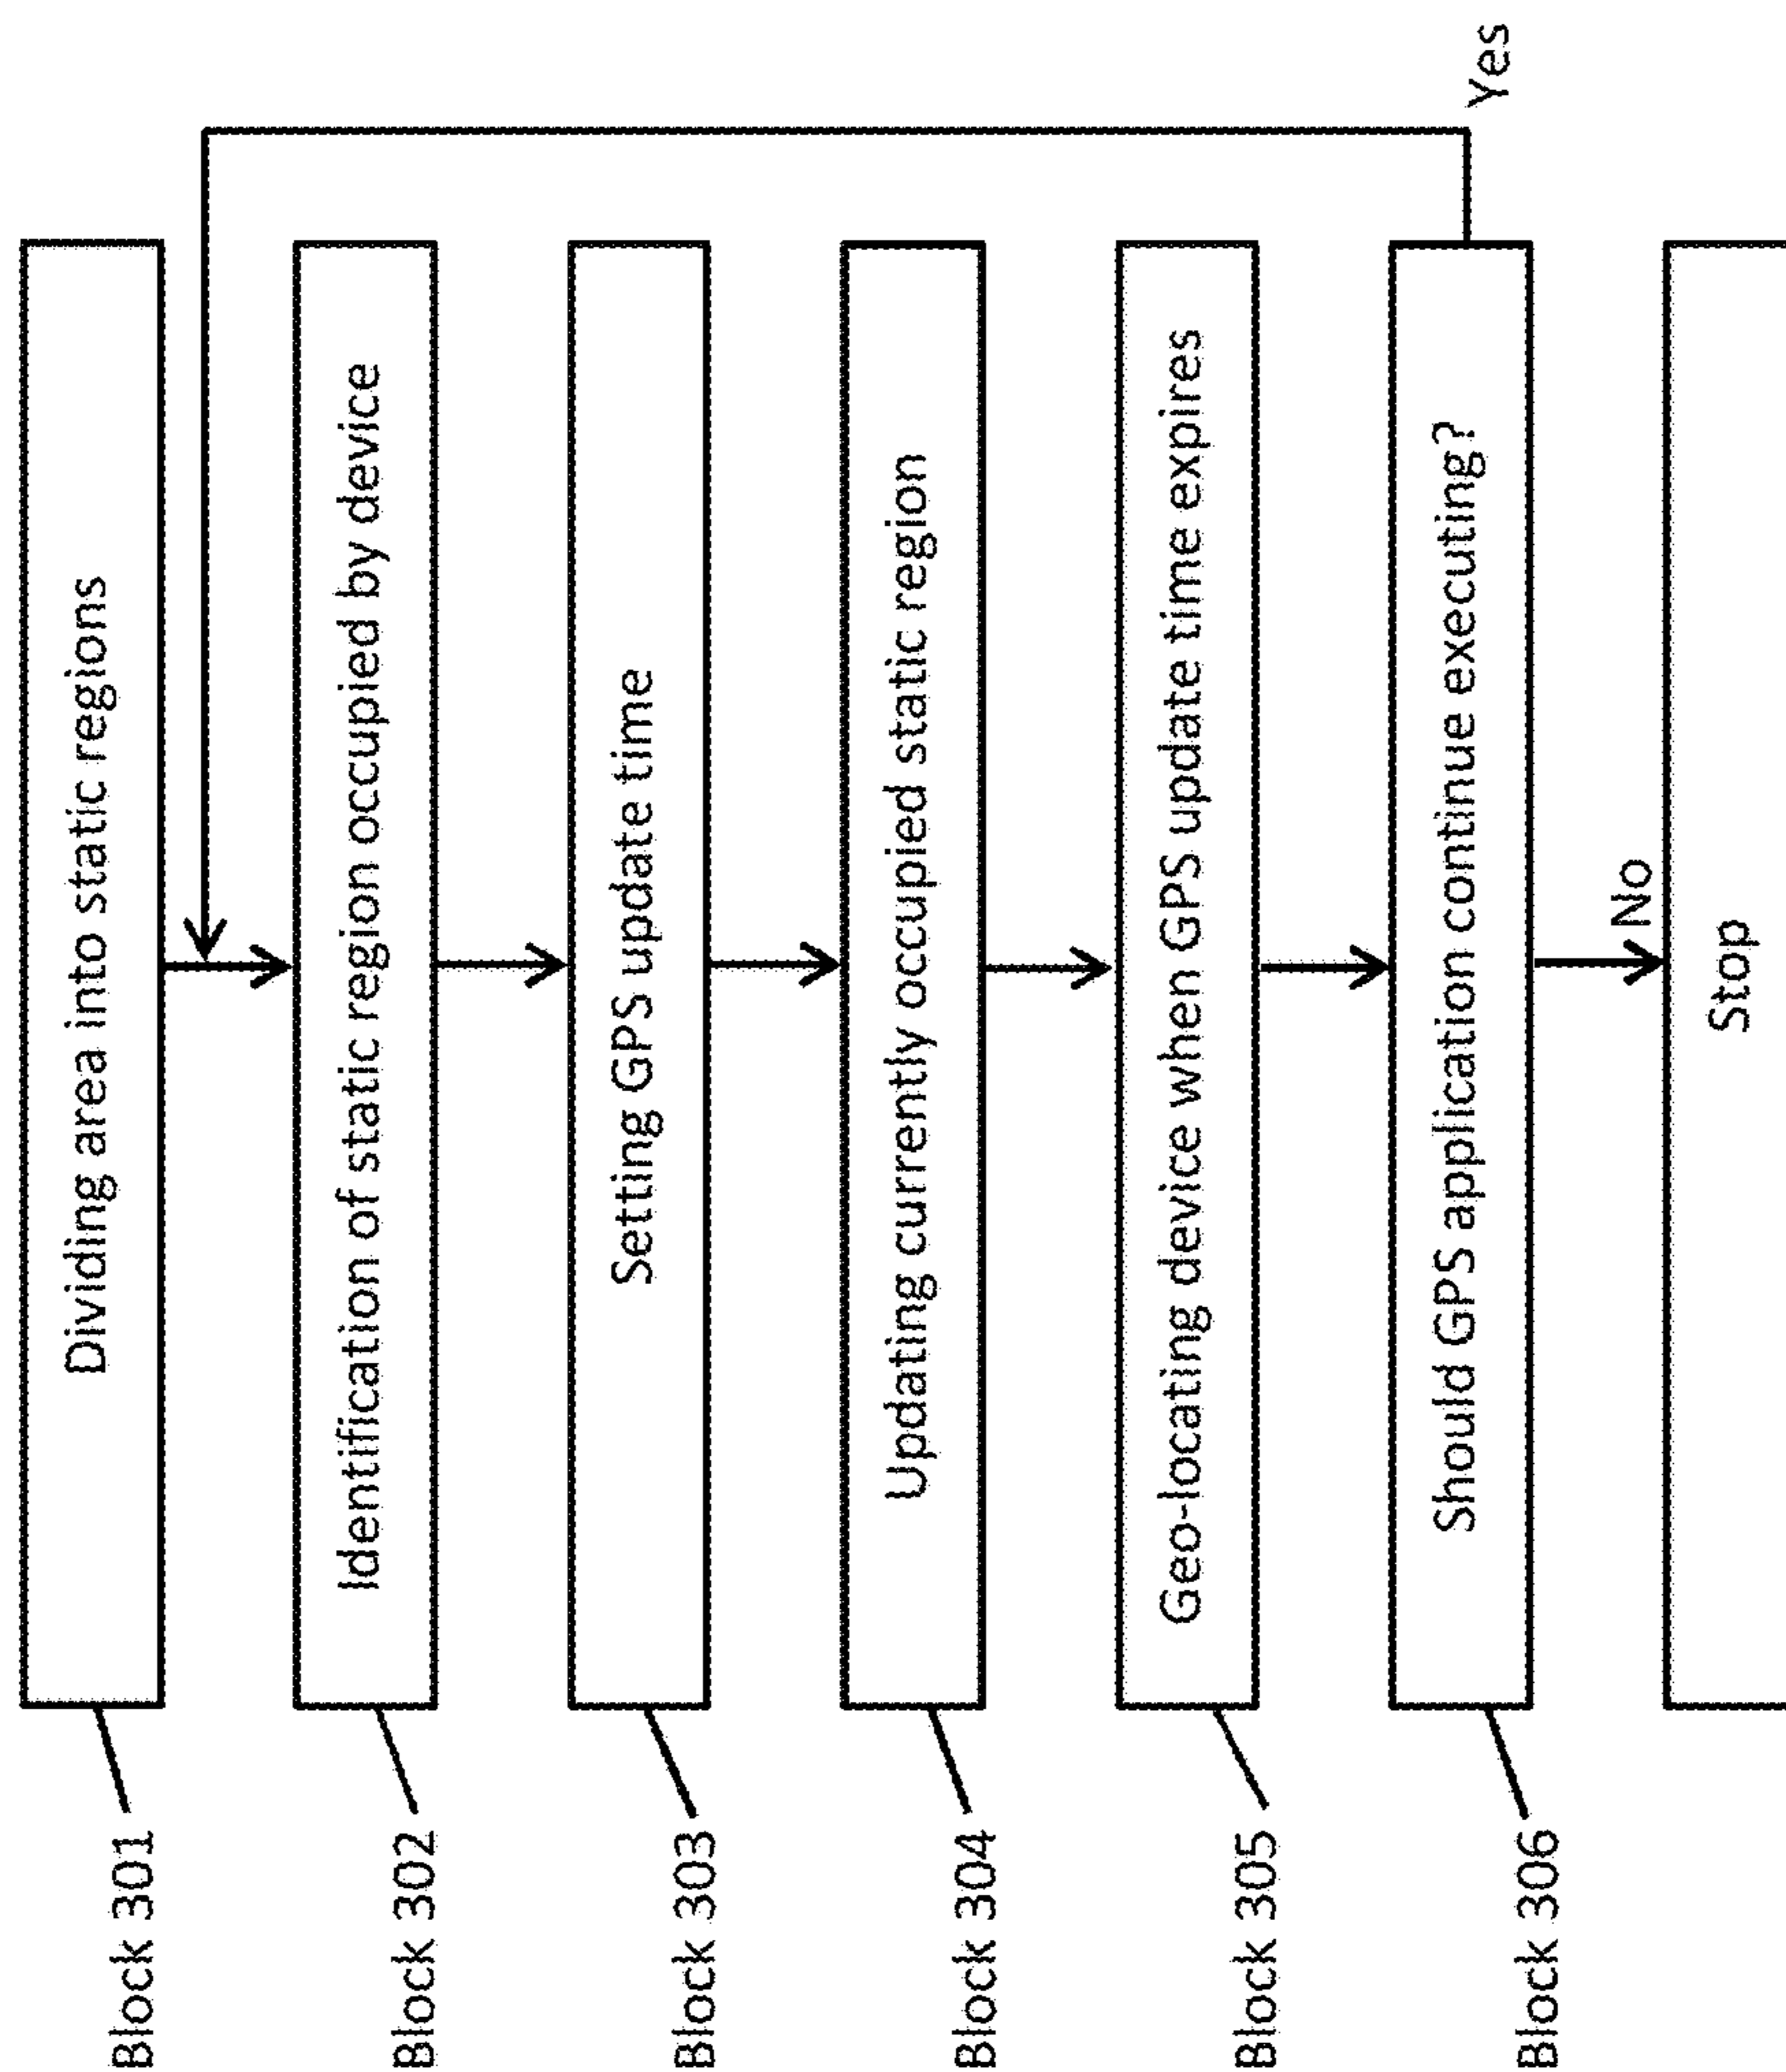 Block 301
Dividing area into static regions
Block 302
Identification of static region occupied by device
Block 303
Setting GPS update time
Block 304
Updating currently occupied static region
Block 305
Geo-locating device when GPS update time expires
Block 306
Should GPS application continue executing?
Yes
No
Stop